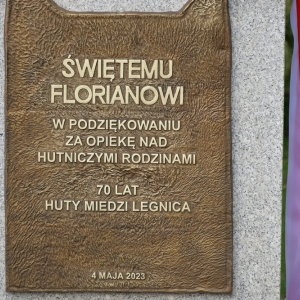 ŚWIĘTEMU
FLORIANOWI
W PODZIĘKOWANIU
ZA OPIEKĘ NAD
HUTNICZYMI RODZINAMI
70 LAT
HUTY MIEDZI LEGNICA
4 MAJA 2023